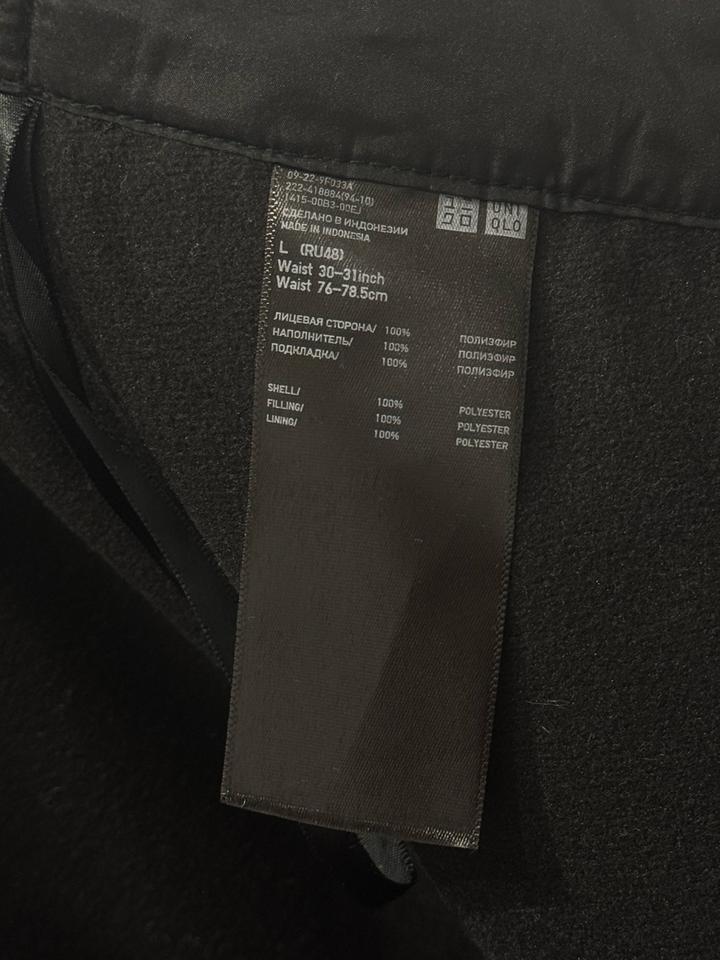 09-22-9F033A
222-418884(94-10)
1415-00B3-00EJ
СДЕЛАНО В ИНДОНЕЗИИ
MADE IN INDONESIA
UNI
QLO
L (RU48)
Waist 30–31inch
Waist 76–78.5cm
ЛИЦЕВАЯ СТОРОНА/ 100% ПОЛИЭФИР
НАПОЛНИТЕЛЬ/ 100% ПОЛИЭФИР
ПОДКЛАДКА/ 100% ПОЛИЭФИР
SHELL/ 100% POLYESTER
FILLING/ 100% POLYESTER
LINING/ 100% POLYESTER